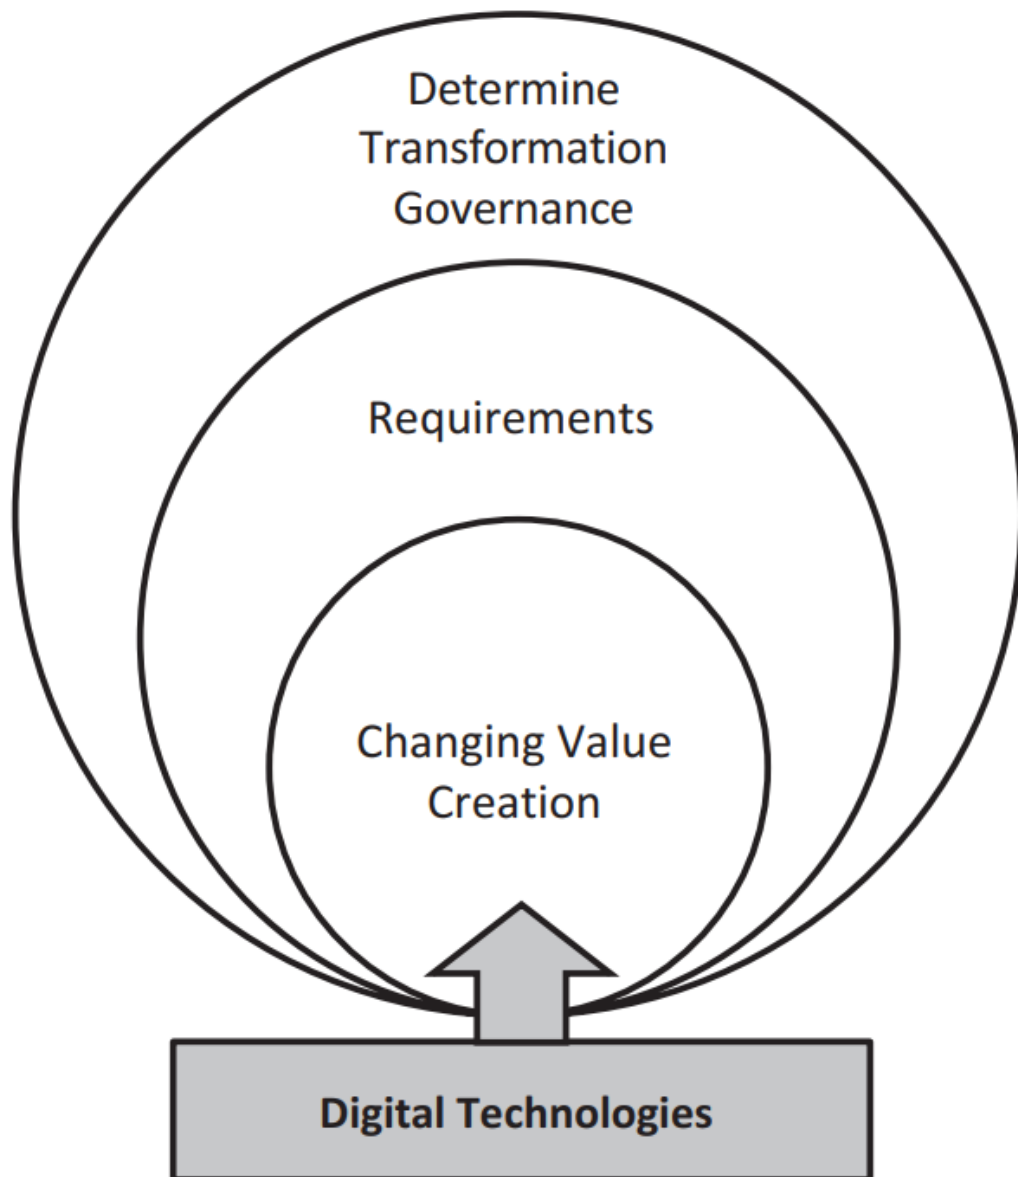 Determine
Transformation
Governance
Requirements
Changing Value
Creation
Digital Technologies